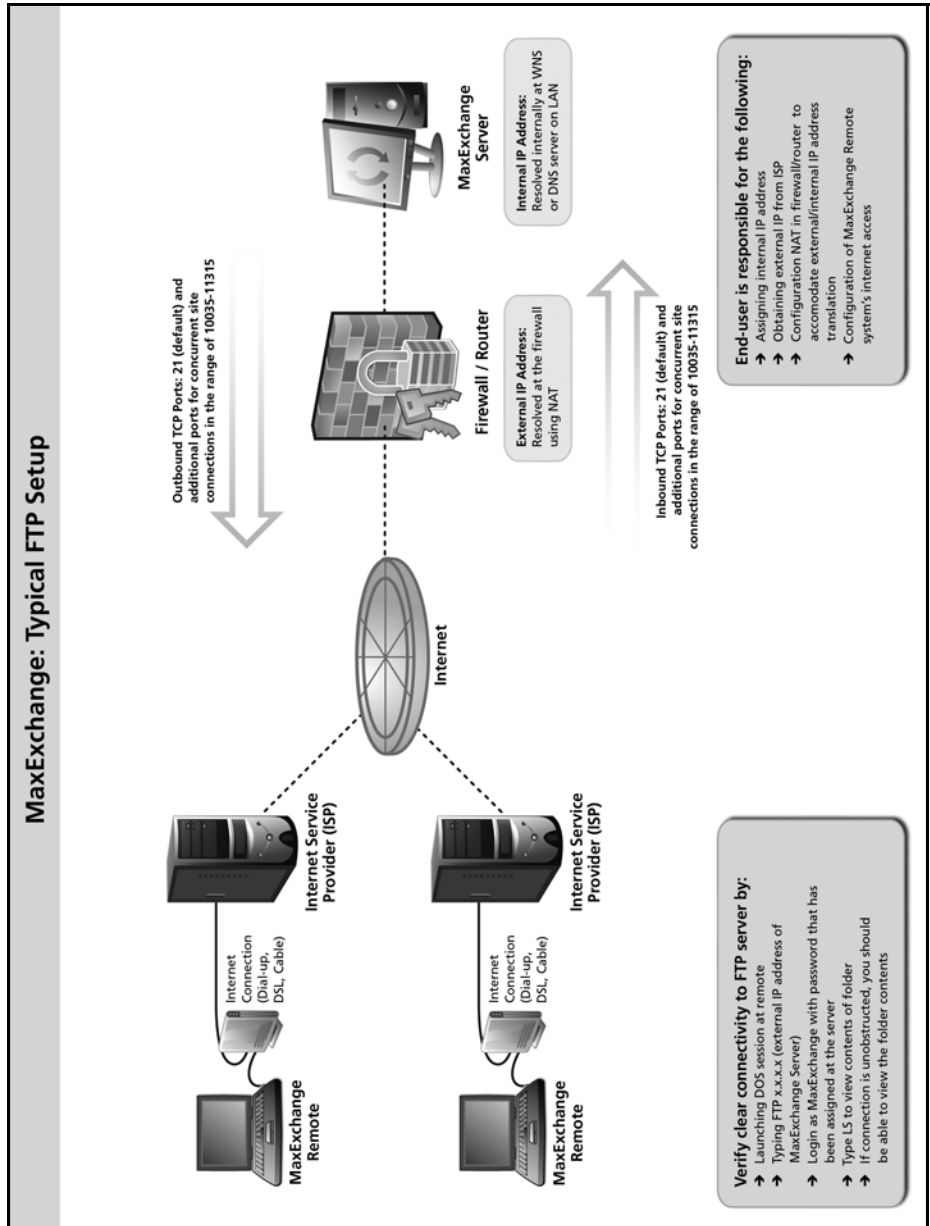 MaxExchange: Typical FTP Setup
MaxExchange
Remote
Internet
Connection
(Dial-up,
DSL, Cable)
Internet Service
Provider (ISP)
MaxExchange
Remote
Internet
Connection
(Dial-up,
DSL, Cable)
Internet Service
Provider (ISP)
Internet
Outbound TCP Ports: 21 (default) and
additional ports for concurrent site
connections in the range of 10035-11315
Firewall / Router
External IP Address:
Resolved at the firewall
using NAT
MaxExchange
Server
Internal IP Address:
Resolved internally at WNS
or DNS server on LAN
Inbound TCP Ports: 21 (default) and
additional ports for concurrent site
connections in the range of 10035-11315
Verify clear connectivity to FTP server by:
➔ Launching DOS session at remote
➔ Typing FTP x.x.x.x (external IP address of
MaxExchange Server)
➔ Login as MaxExchange with password that has
been assigned at the server
➔ Type LS to view contents of folder
➔ If connection is unobstructed, you should
be able to view the folder contents
End-user is responsible for the following:
➔ Assigning internal IP address
➔ Obtaining external IP from ISP
➔ Configuration NAT in firewall/router to
accomodate external/internal IP address
translation
➔ Configuration of MaxExchange Remote
system's internet access